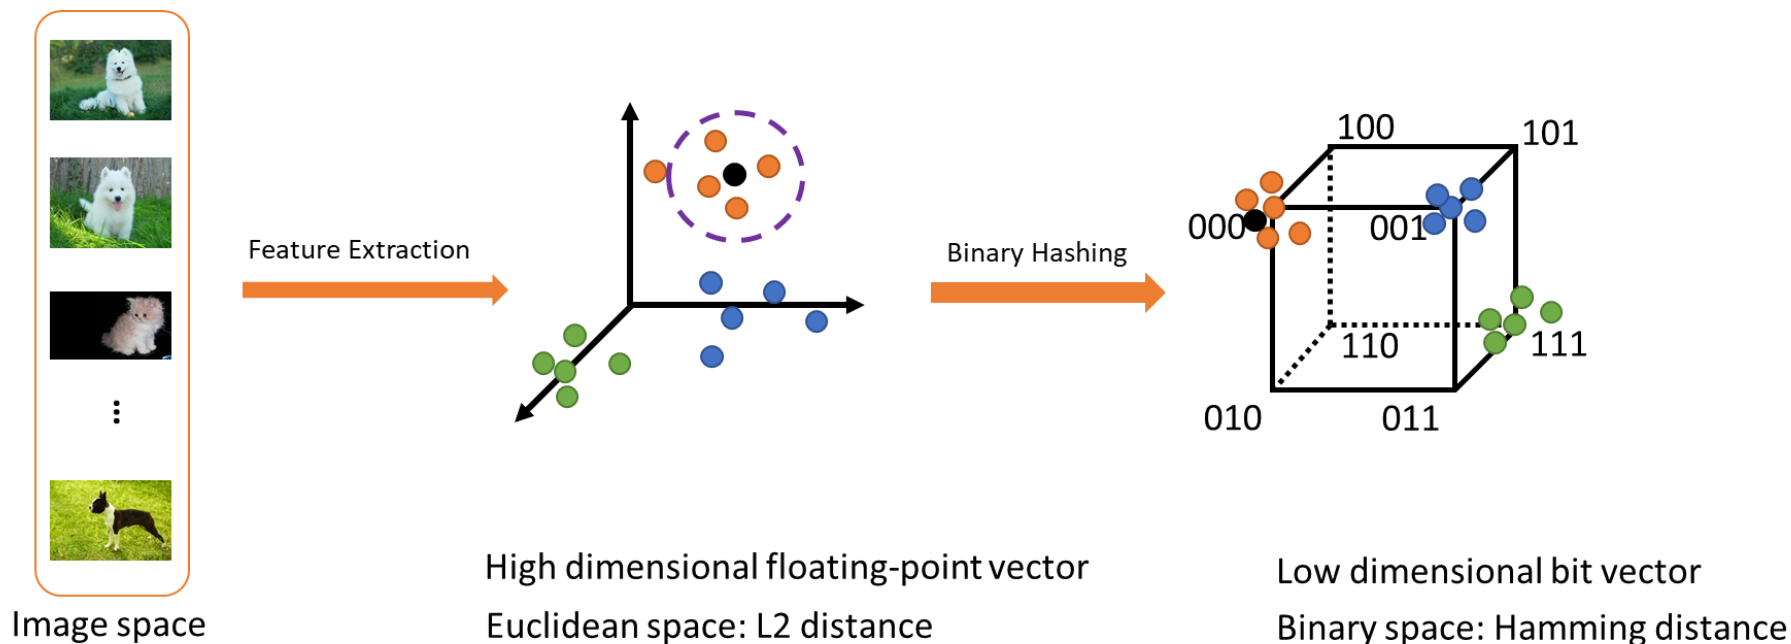 Image space
Feature Extraction
High dimensional floating-point vector
Euclidean space: L2 distance
Binary Hashing
100
101
000
001
110
111
010
011
Low dimensional bit vector
Binary space: Hamming distance